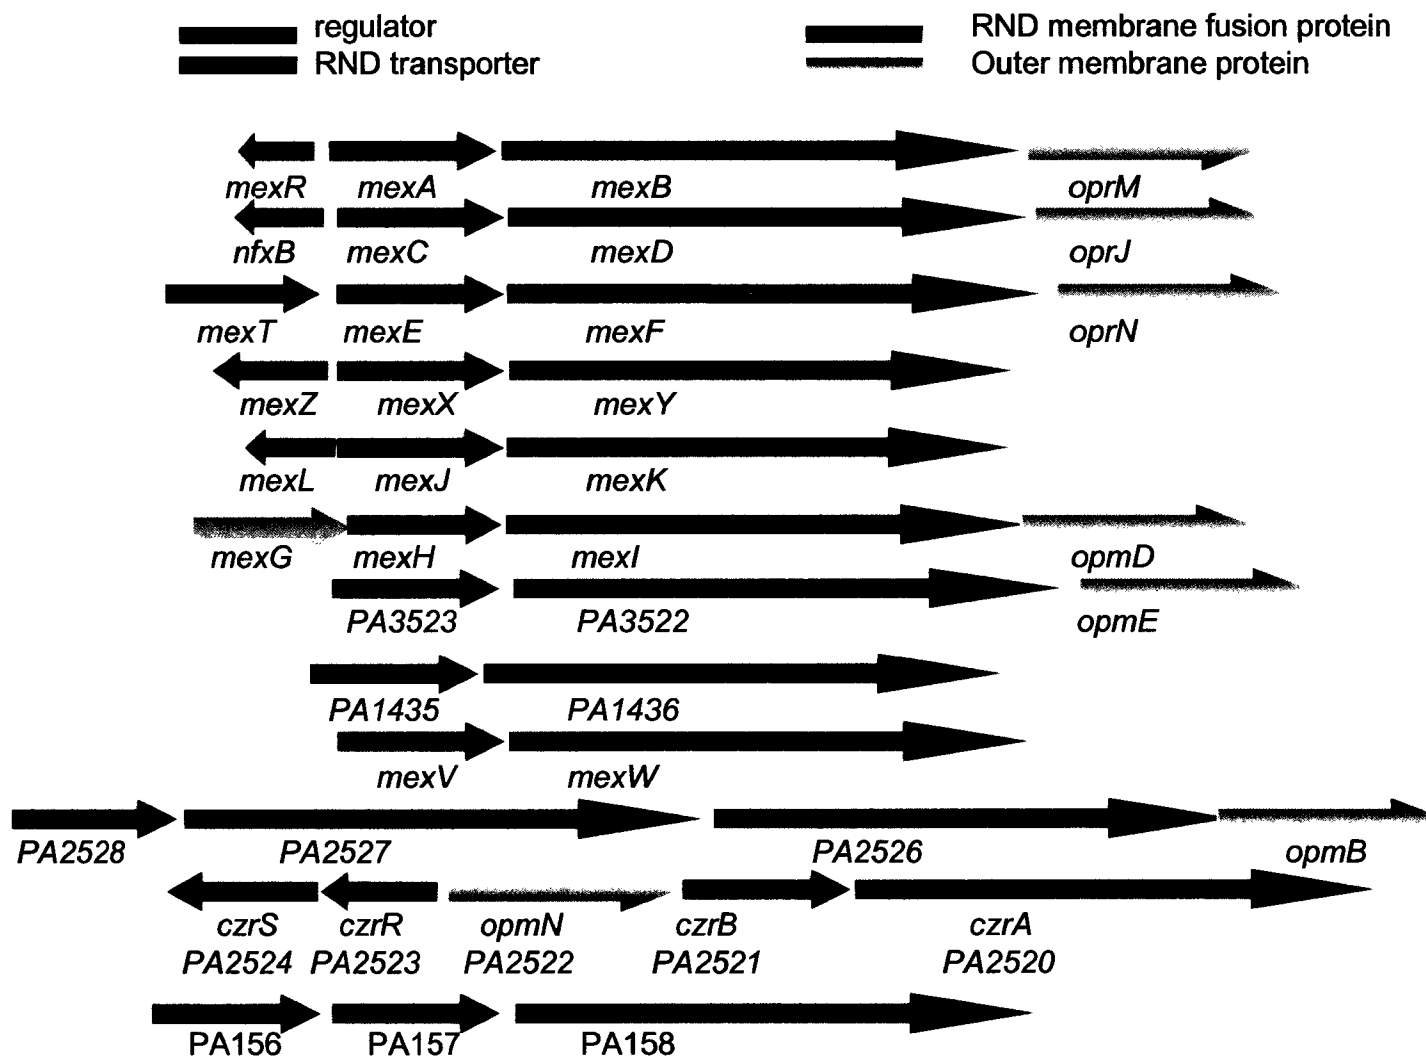 regulator RND membrane fusion protein
RND transporter Outer membrane protein
mexR mexA mexB oprM
nfxB mexC mexD oprJ
mexT mexE mexF oprN
mexZ mexX mexY
mexL mexJ mexK
mexG mexH mexI opmD
PA3523 PA3522 opmE
PA1435 PA1436
mexV mexW
PA2528 PA2527 PA2526 opmB
czrS czrR opmN czrB czrA
PA2524 PA2523 PA2522 PA2521 PA2520
PA156 PA157 PA158